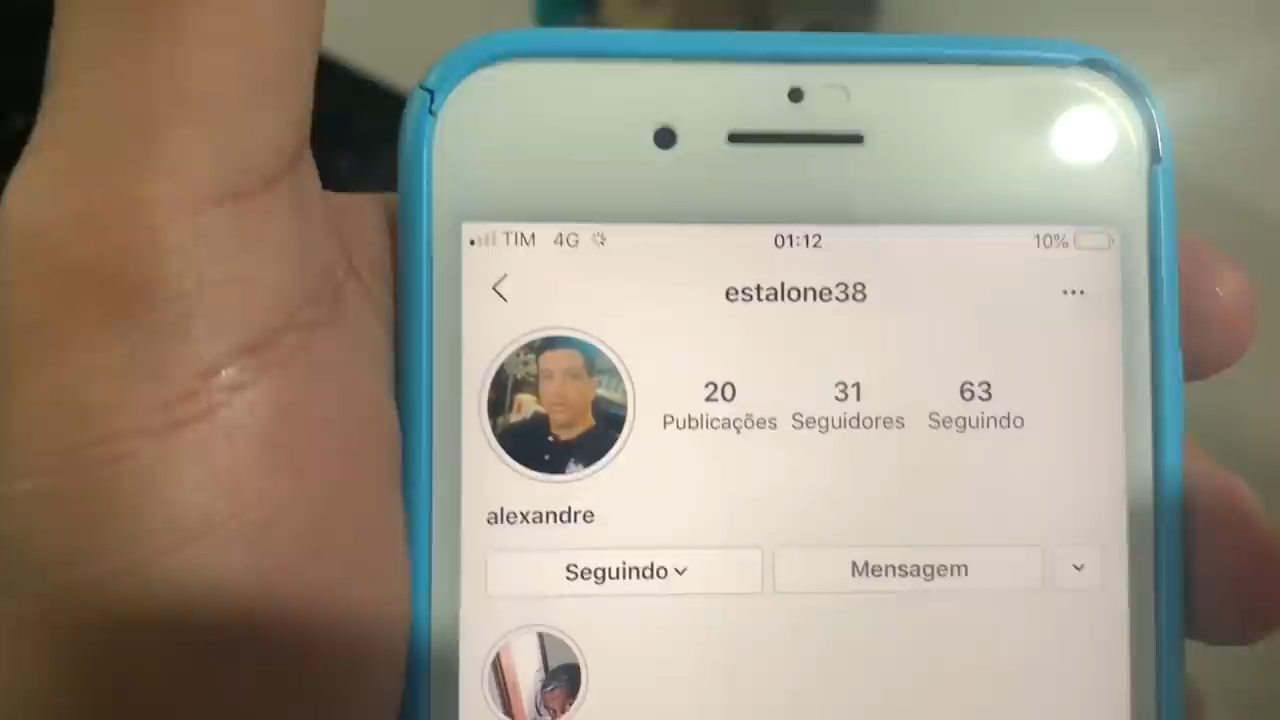 TIM 4G 01:12 10%
estalone38
20 31 63
Publicações Seguidores Seguindo
alexandre
Seguindo Mensagem